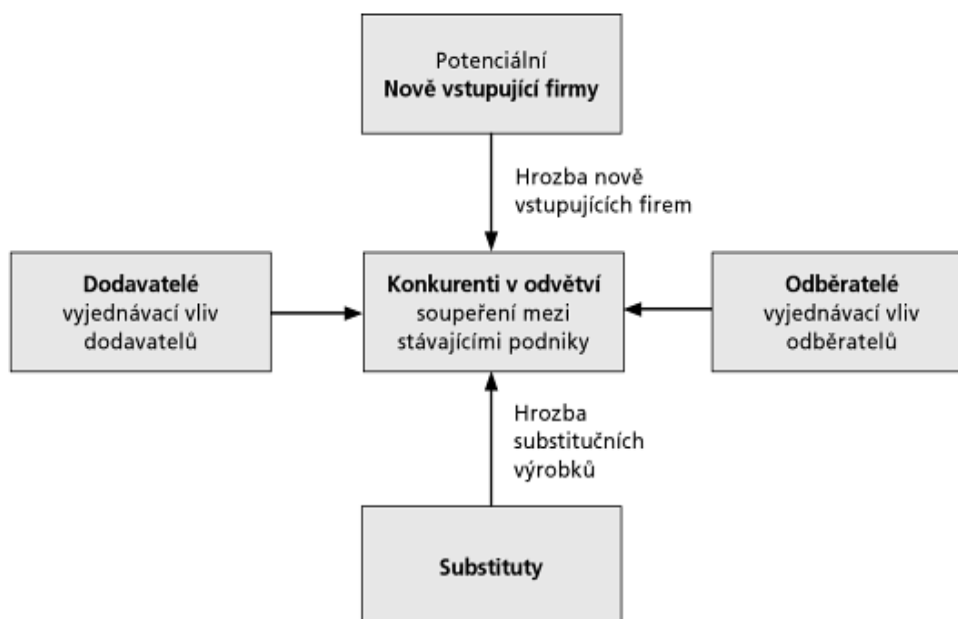 Potenciální
Nově vstupující firmy
Hrozba nově
vstupujících firem
Dodavatelé
vyjednávací vliv
dodavatelů
Konkurenti v odvětví
soupeření mezi
stávajícími podniky
Odběratelé
vyjednávací vliv
odběratelů
Hrozba
substitučních
výrobků
Substituty